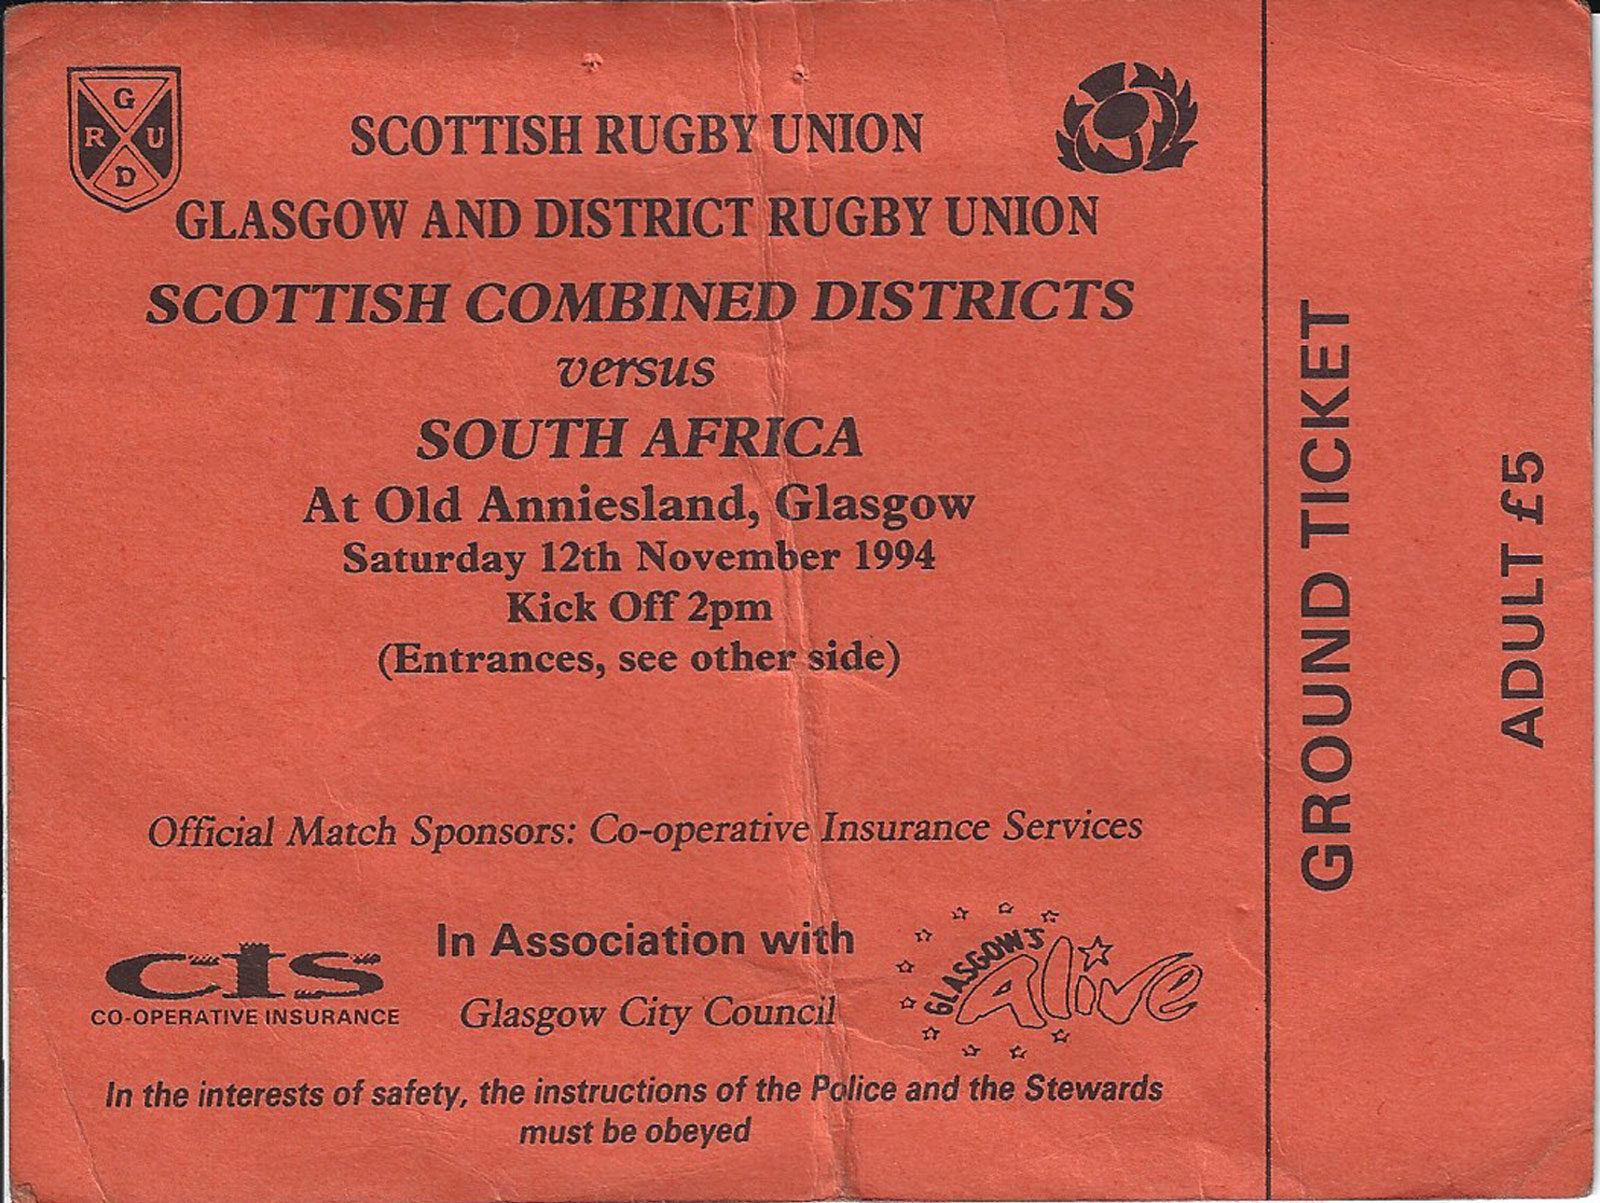 G
R U
D
SCOTTISH RUGBY UNION
GLASGOW AND DISTRICT RUGBY UNION
SCOTTISH COMBINED DISTRICTS
versus
SOUTH AFRICA
At Old Anniesland, Glasgow
Saturday 12th November 1994
Kick Off 2pm
(Entrances, see other side)
Official Match Sponsors: Co-operative Insurance Services
CIS
CO-OPERATIVE INSURANCE
In Association with
Glasgow City Council
GLASGOW'S
Alive
In the interests of safety, the instructions of the Police and the Stewards
must be obeyed
GROUND TICKET
ADULT £5